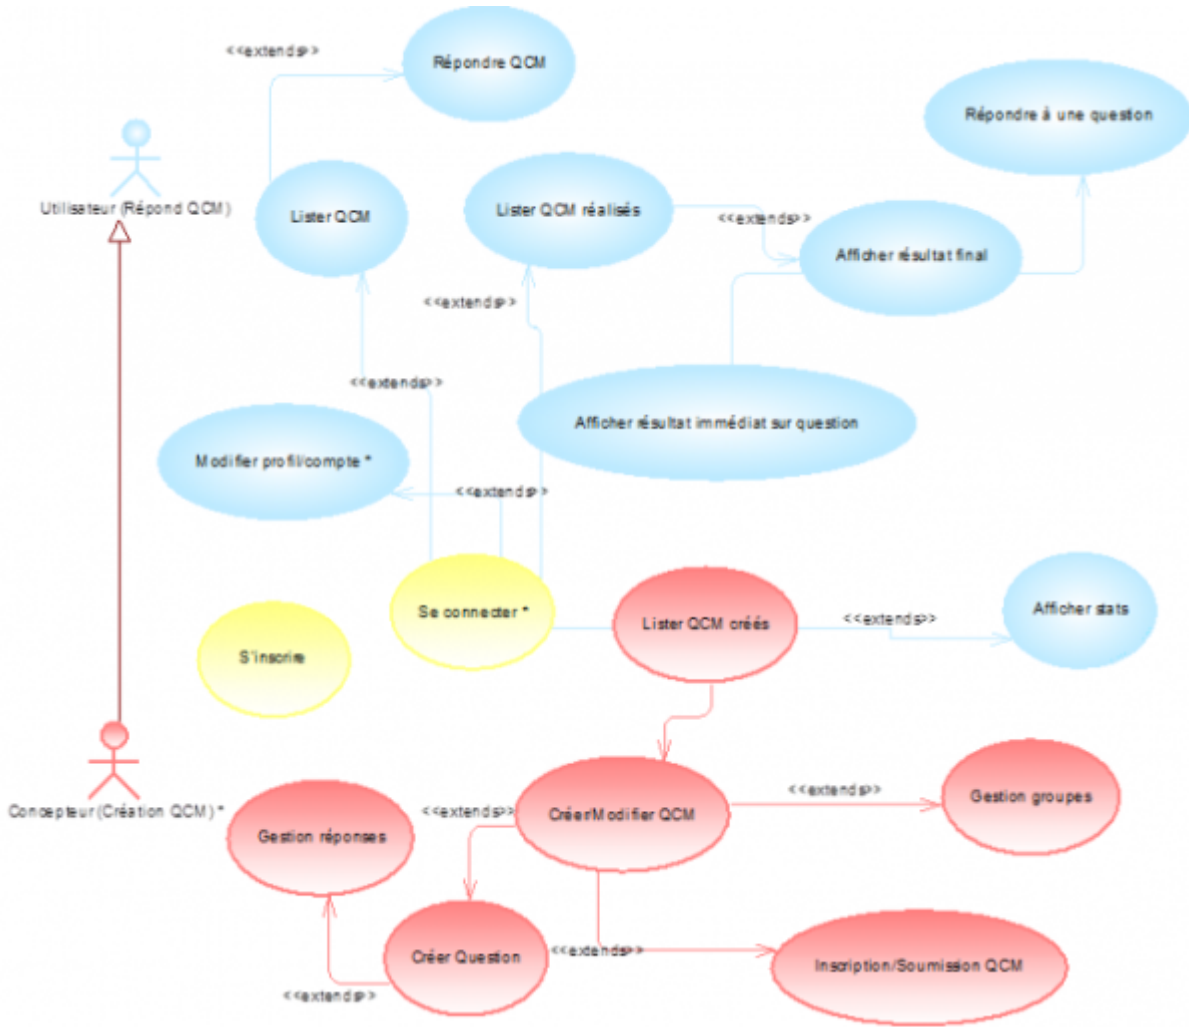 <<extends>>
Répondre QCM
Répondre à une question
Utilisateur (Répond QCM)
Lister QCM
Lister QCM réalisés
<<extends>>
Afficher résultat final
<<extends>>
<<extends>>
Afficher résultat immédiat sur question
Modifier profil/compte *
<<extends>>
Se connecter *
Lister QCM créés
<<extends>>
Afficher stats
S'inscrire
Concepteur (Création QCM) *
<<extends>>
Créer/Modifier QCM
<<extends>>
Gestion groupes
Gestion réponses
Créer Question
<<extends>>
Inscription/Soumission QCM
<<extends>>